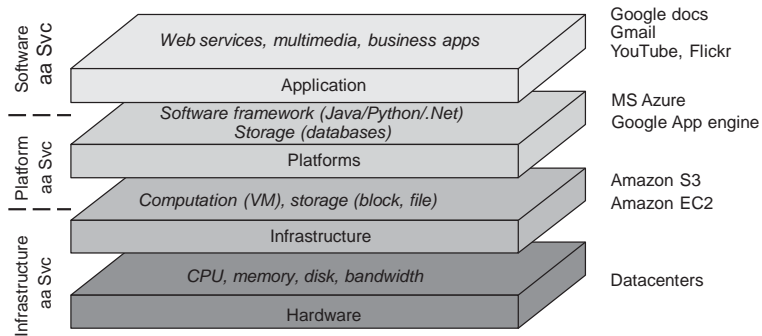 Software
aa Svc
Web services, multimedia, business apps
Application
Google docs
Gmail
YouTube, Flickr
Platform
aa Svc
Software framework (Java/Python/.Net)
Storage (databases)
Platforms
MS Azure
Google App engine
Infrastructure
aa Svc
Computation (VM), storage (block, file)
Infrastructure
Amazon S3
Amazon EC2
CPU, memory, disk, bandwidth
Hardware
Datacenters